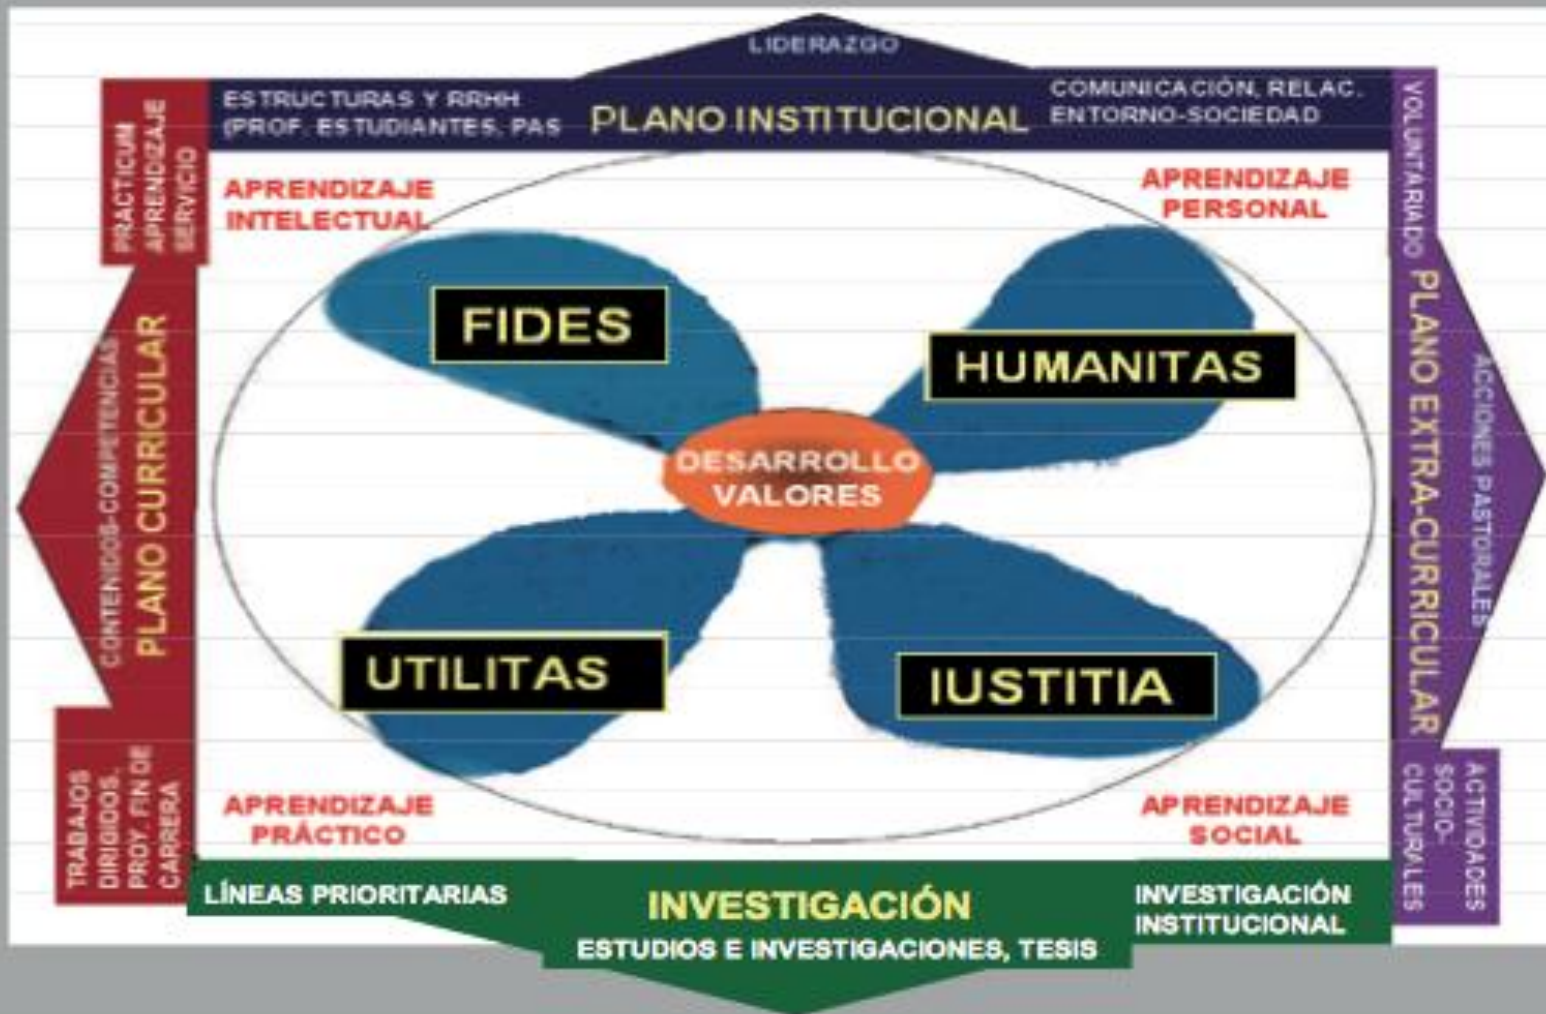 LIDERAZGO
ESTRUCTURAS Y RRHH
(PROF. ESTUDIANTES. PAS
PLANO INSTITUCIONAL
COMUNICACIÓN, RELAC.
ENTORNO-SOCIEDAD
PRACTICUM
APRENDIZAJE
SERVICIO
CONTENIDOS-COMPETENCIAS
PLANO CURRICULAR
TRABAJOS
DIRIGIDOS.
PROY. FIN DE
CARRERA
APRENDIZAJE
INTELECTUAL
APRENDIZAJE
PERSONAL
FIDES
HUMANITAS
DESARROLLO
VALORES
UTILITAS
IUSTITIA
APRENDIZAJE
PRÁCTICO
APRENDIZAJE
SOCIAL
VOLUNTARIADO
PLANO EXTRA-CURRICULAR
ACCIONES PASTORALES
ACTIVIDADES
SOCIO-
CULTURALES
LÍNEAS PRIORITARIAS
INVESTIGACIÓN
ESTUDIOS E INVESTIGACIONES, TESIS
INVESTIGACIÓN
INSTITUCIONAL